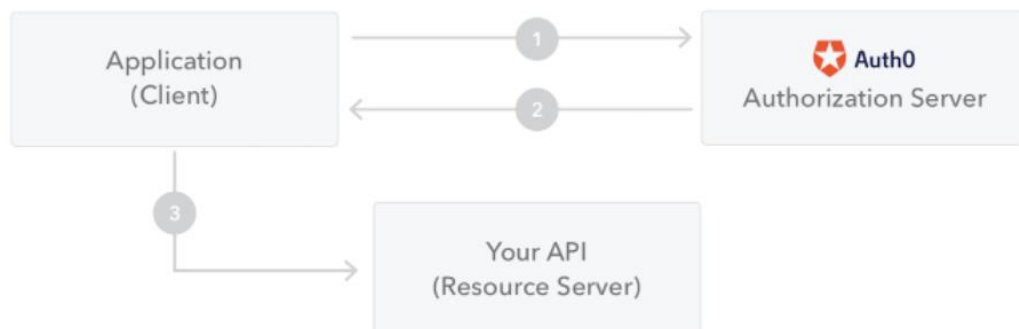 Application
(Client)
1
Auth0
Authorization Server
2
3
Your API
(Resource Server)